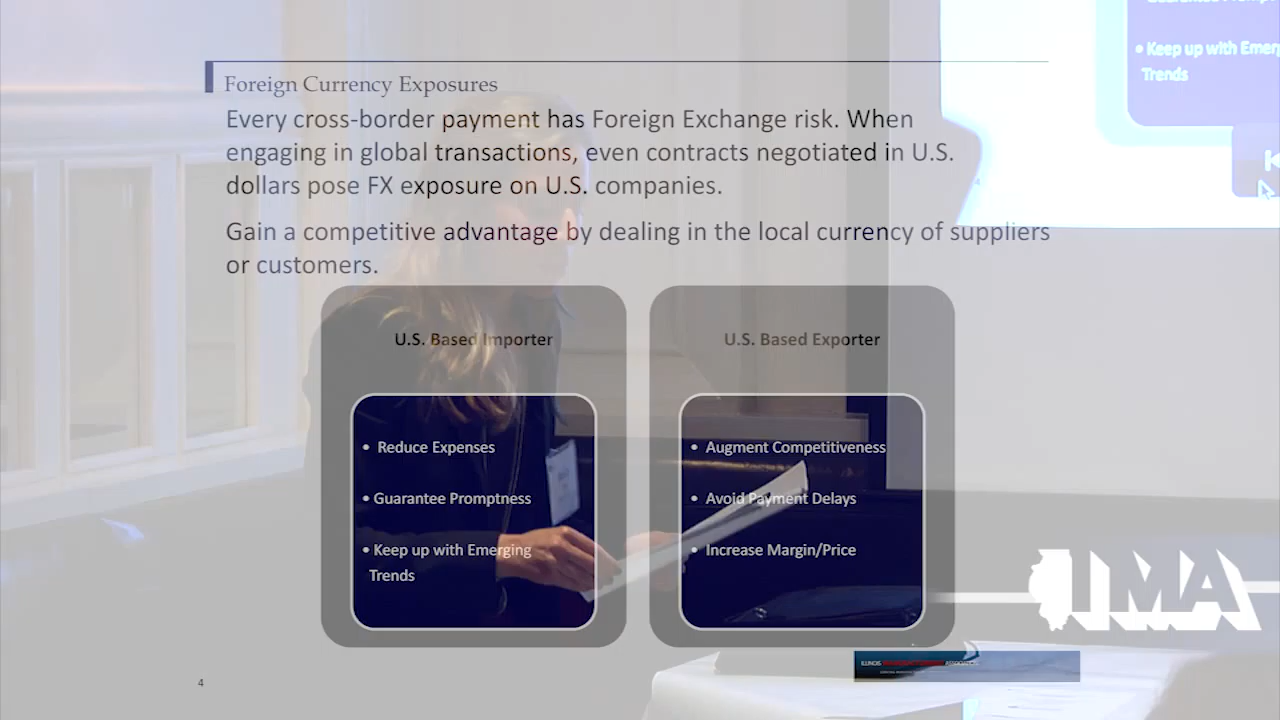 Foreign Currency Exposures
Every cross-border payment has Foreign Exchange risk. When
engaging in global transactions, even contracts negotiated in U.S.
dollars pose FX exposure on U.S. companies.
Gain a competitive advantage by dealing in the local currency of suppliers
or customers.
U.S. Based Importer
• Reduce Expenses
• Guarantee Promptness
• Keep up with Emerging
Trends
U.S. Based Exporter
• Augment Competitiveness
• Avoid Payment Delays
• Increase Margin/Price
• Keep up with Emer
Trends
K
IMA
ILLINOIS
4